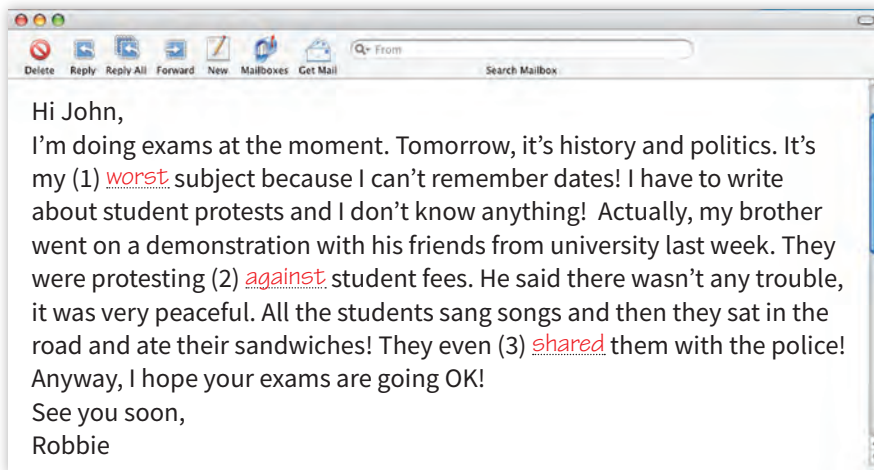 Delete Reply Reply All Forward New Mailboxes Get Mail From
Search Mailbox
Hi John,
I'm doing exams at the moment. Tomorrow, it's history and politics. It's
my (1) worst subject because I can't remember dates! I have to write
about student protests and I don't know anything! Actually, my brother
went on a demonstration with his friends from university last week. They
were protesting (2) against student fees. He said there wasn't any trouble,
it was very peaceful. All the students sang songs and then they sat in the
road and ate their sandwiches! They even (3) shared them with the police!
Anyway, I hope your exams are going OK!
See you soon,
Robbie